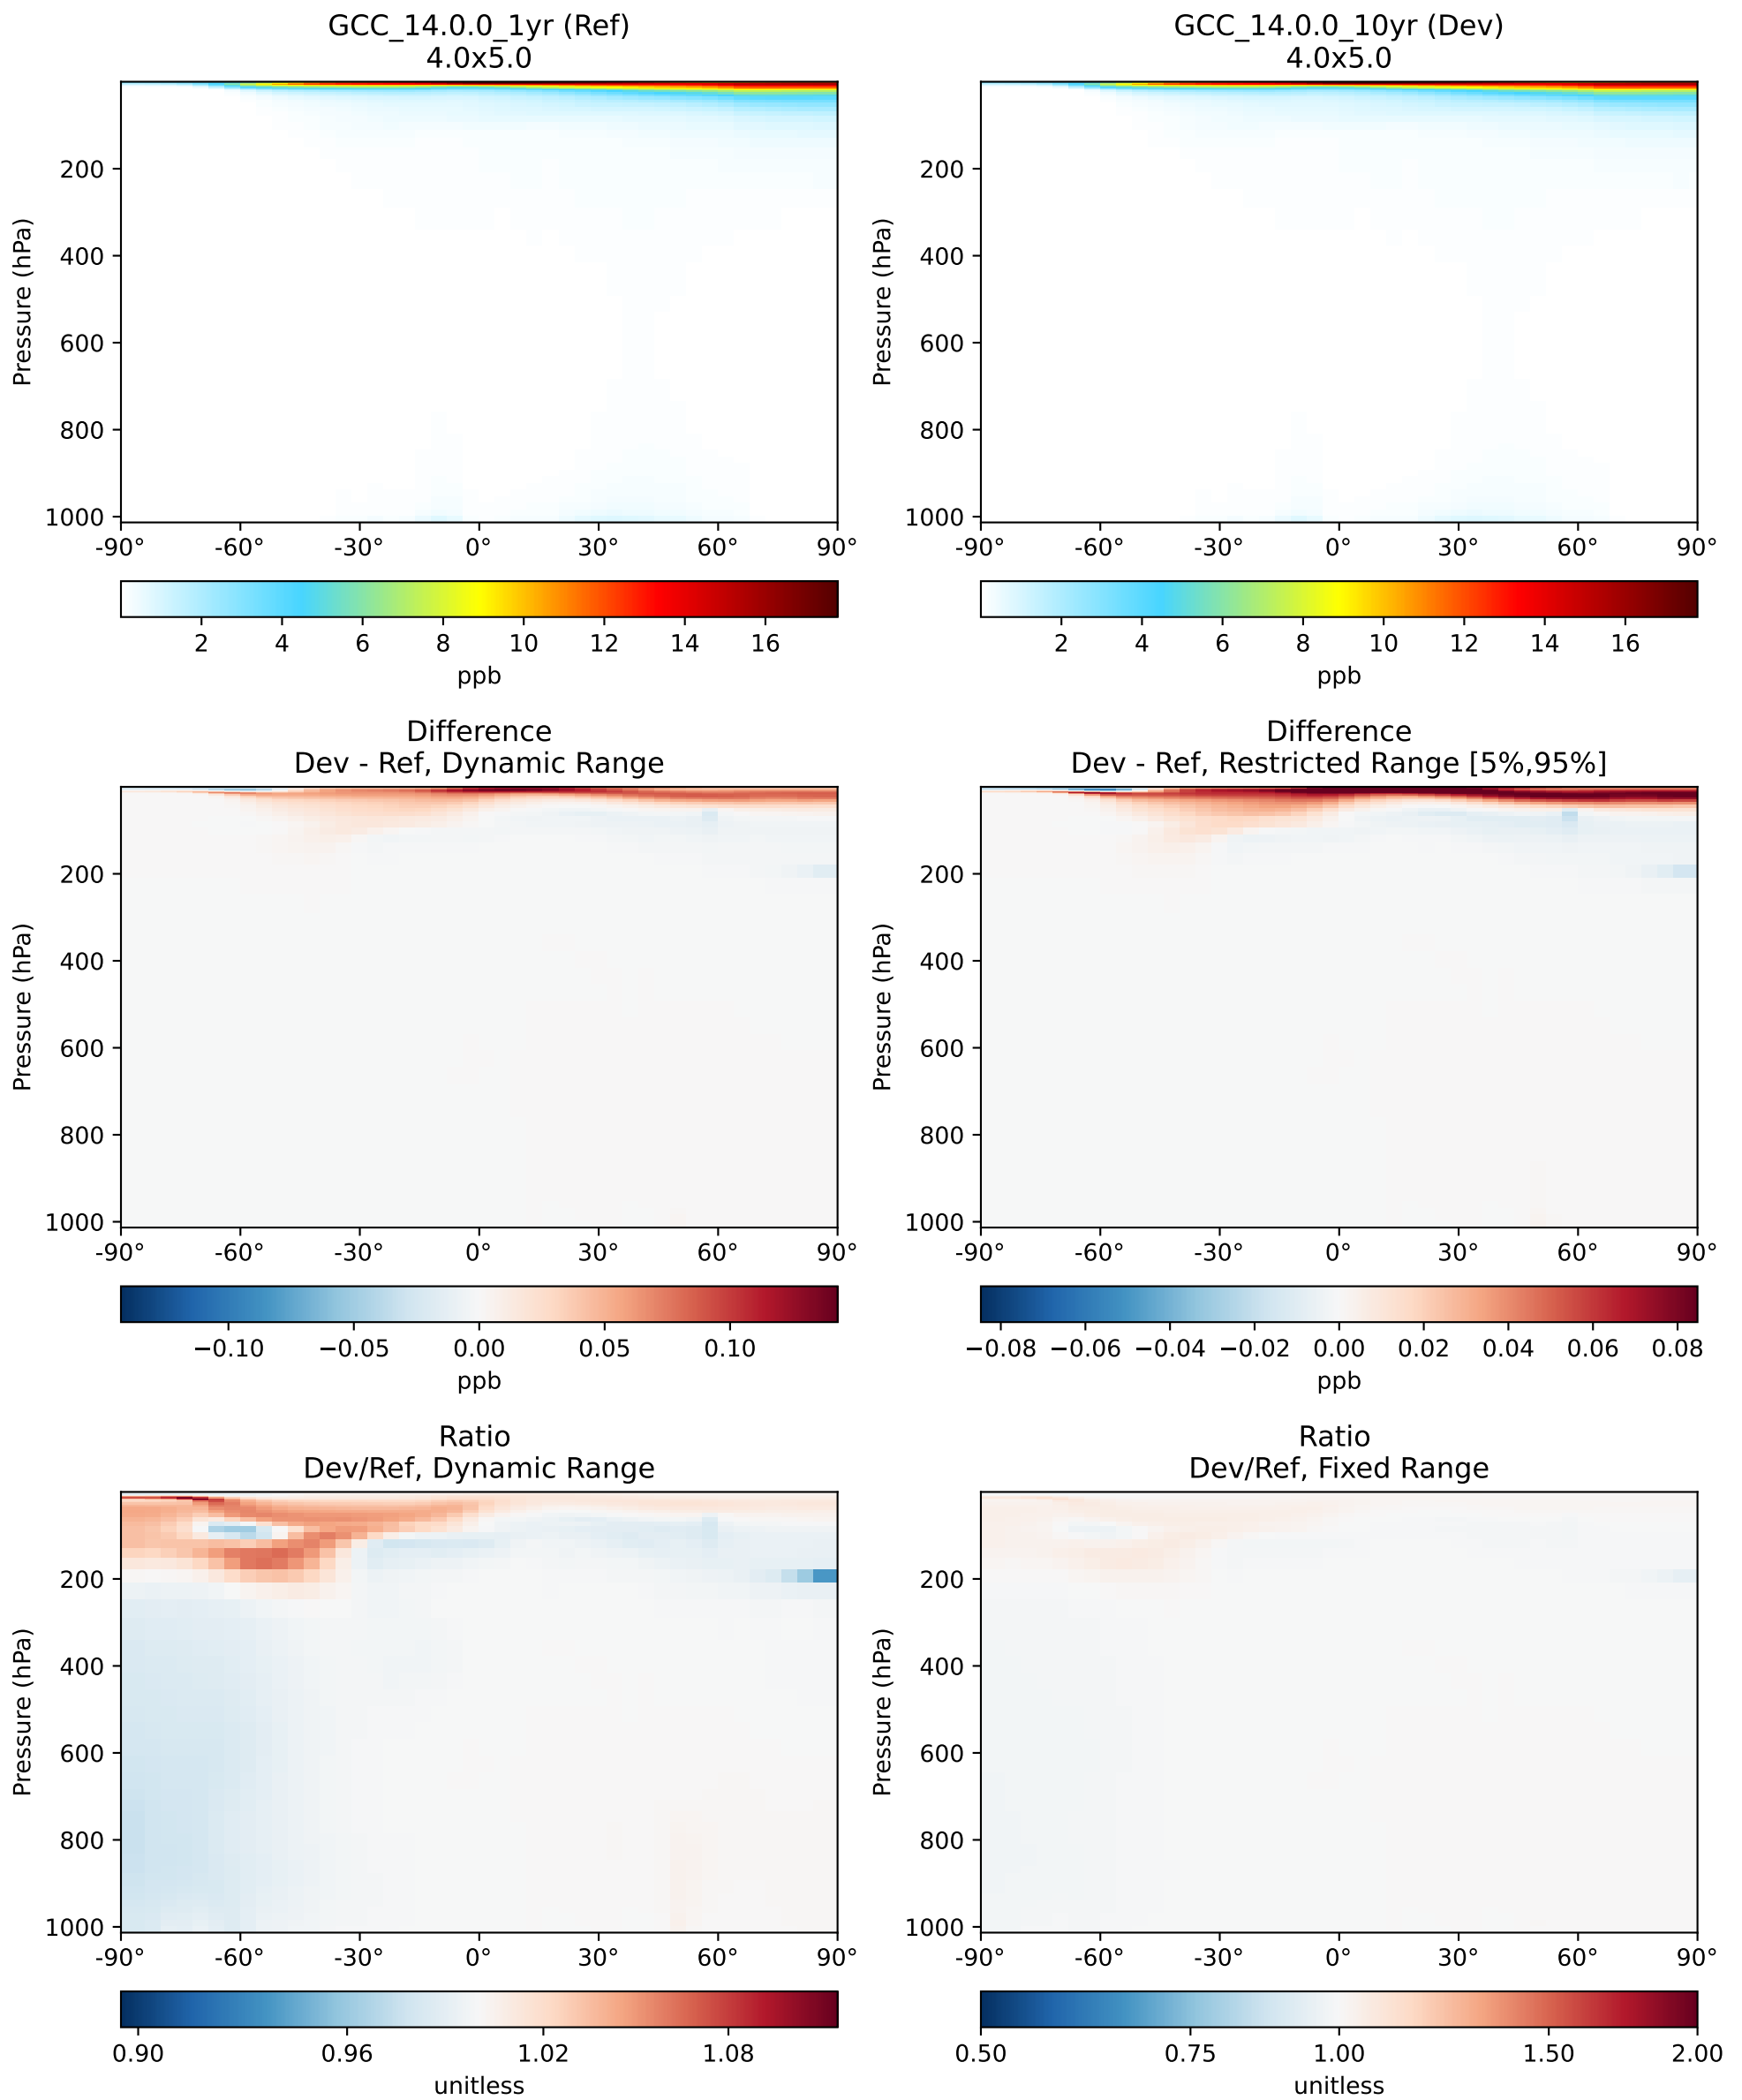 GCC_14.0.0_1yr (Ref)
4.0x5.0
GCC_14.0.0_10yr (Dev)
4.0x5.0
Pressure (hPa)
200
400
600
800
1000
-90° -60° -30° 0° 30° 60° 90°
2 4 6 8 10 12 14 16
ppb
Pressure (hPa)
200
400
600
800
1000
-90° -60° -30° 0° 30° 60° 90°
2 4 6 8 10 12 14 16
ppb
Difference
Dev - Ref, Dynamic Range
Pressure (hPa)
200
400
600
800
1000
-90° -60° -30° 0° 30° 60° 90°
−0.10 −0.05 0.00 0.05 0.10
ppb
Difference
Dev - Ref, Restricted Range [5%,95%]
Pressure (hPa)
200
400
600
800
1000
-90° -60° -30° 0° 30° 60° 90°
−0.08 −0.06 −0.04 −0.02 0.00 0.02 0.04 0.06 0.08
ppb
Ratio
Dev/Ref, Dynamic Range
Pressure (hPa)
200
400
600
800
1000
-90° -60° -30° 0° 30° 60° 90°
0.90 0.96 1.02 1.08
unitless
Ratio
Dev/Ref, Fixed Range
Pressure (hPa)
200
400
600
800
1000
-90° -60° -30° 0° 30° 60° 90°
0.50 0.75 1.00 1.50 2.00
unitless